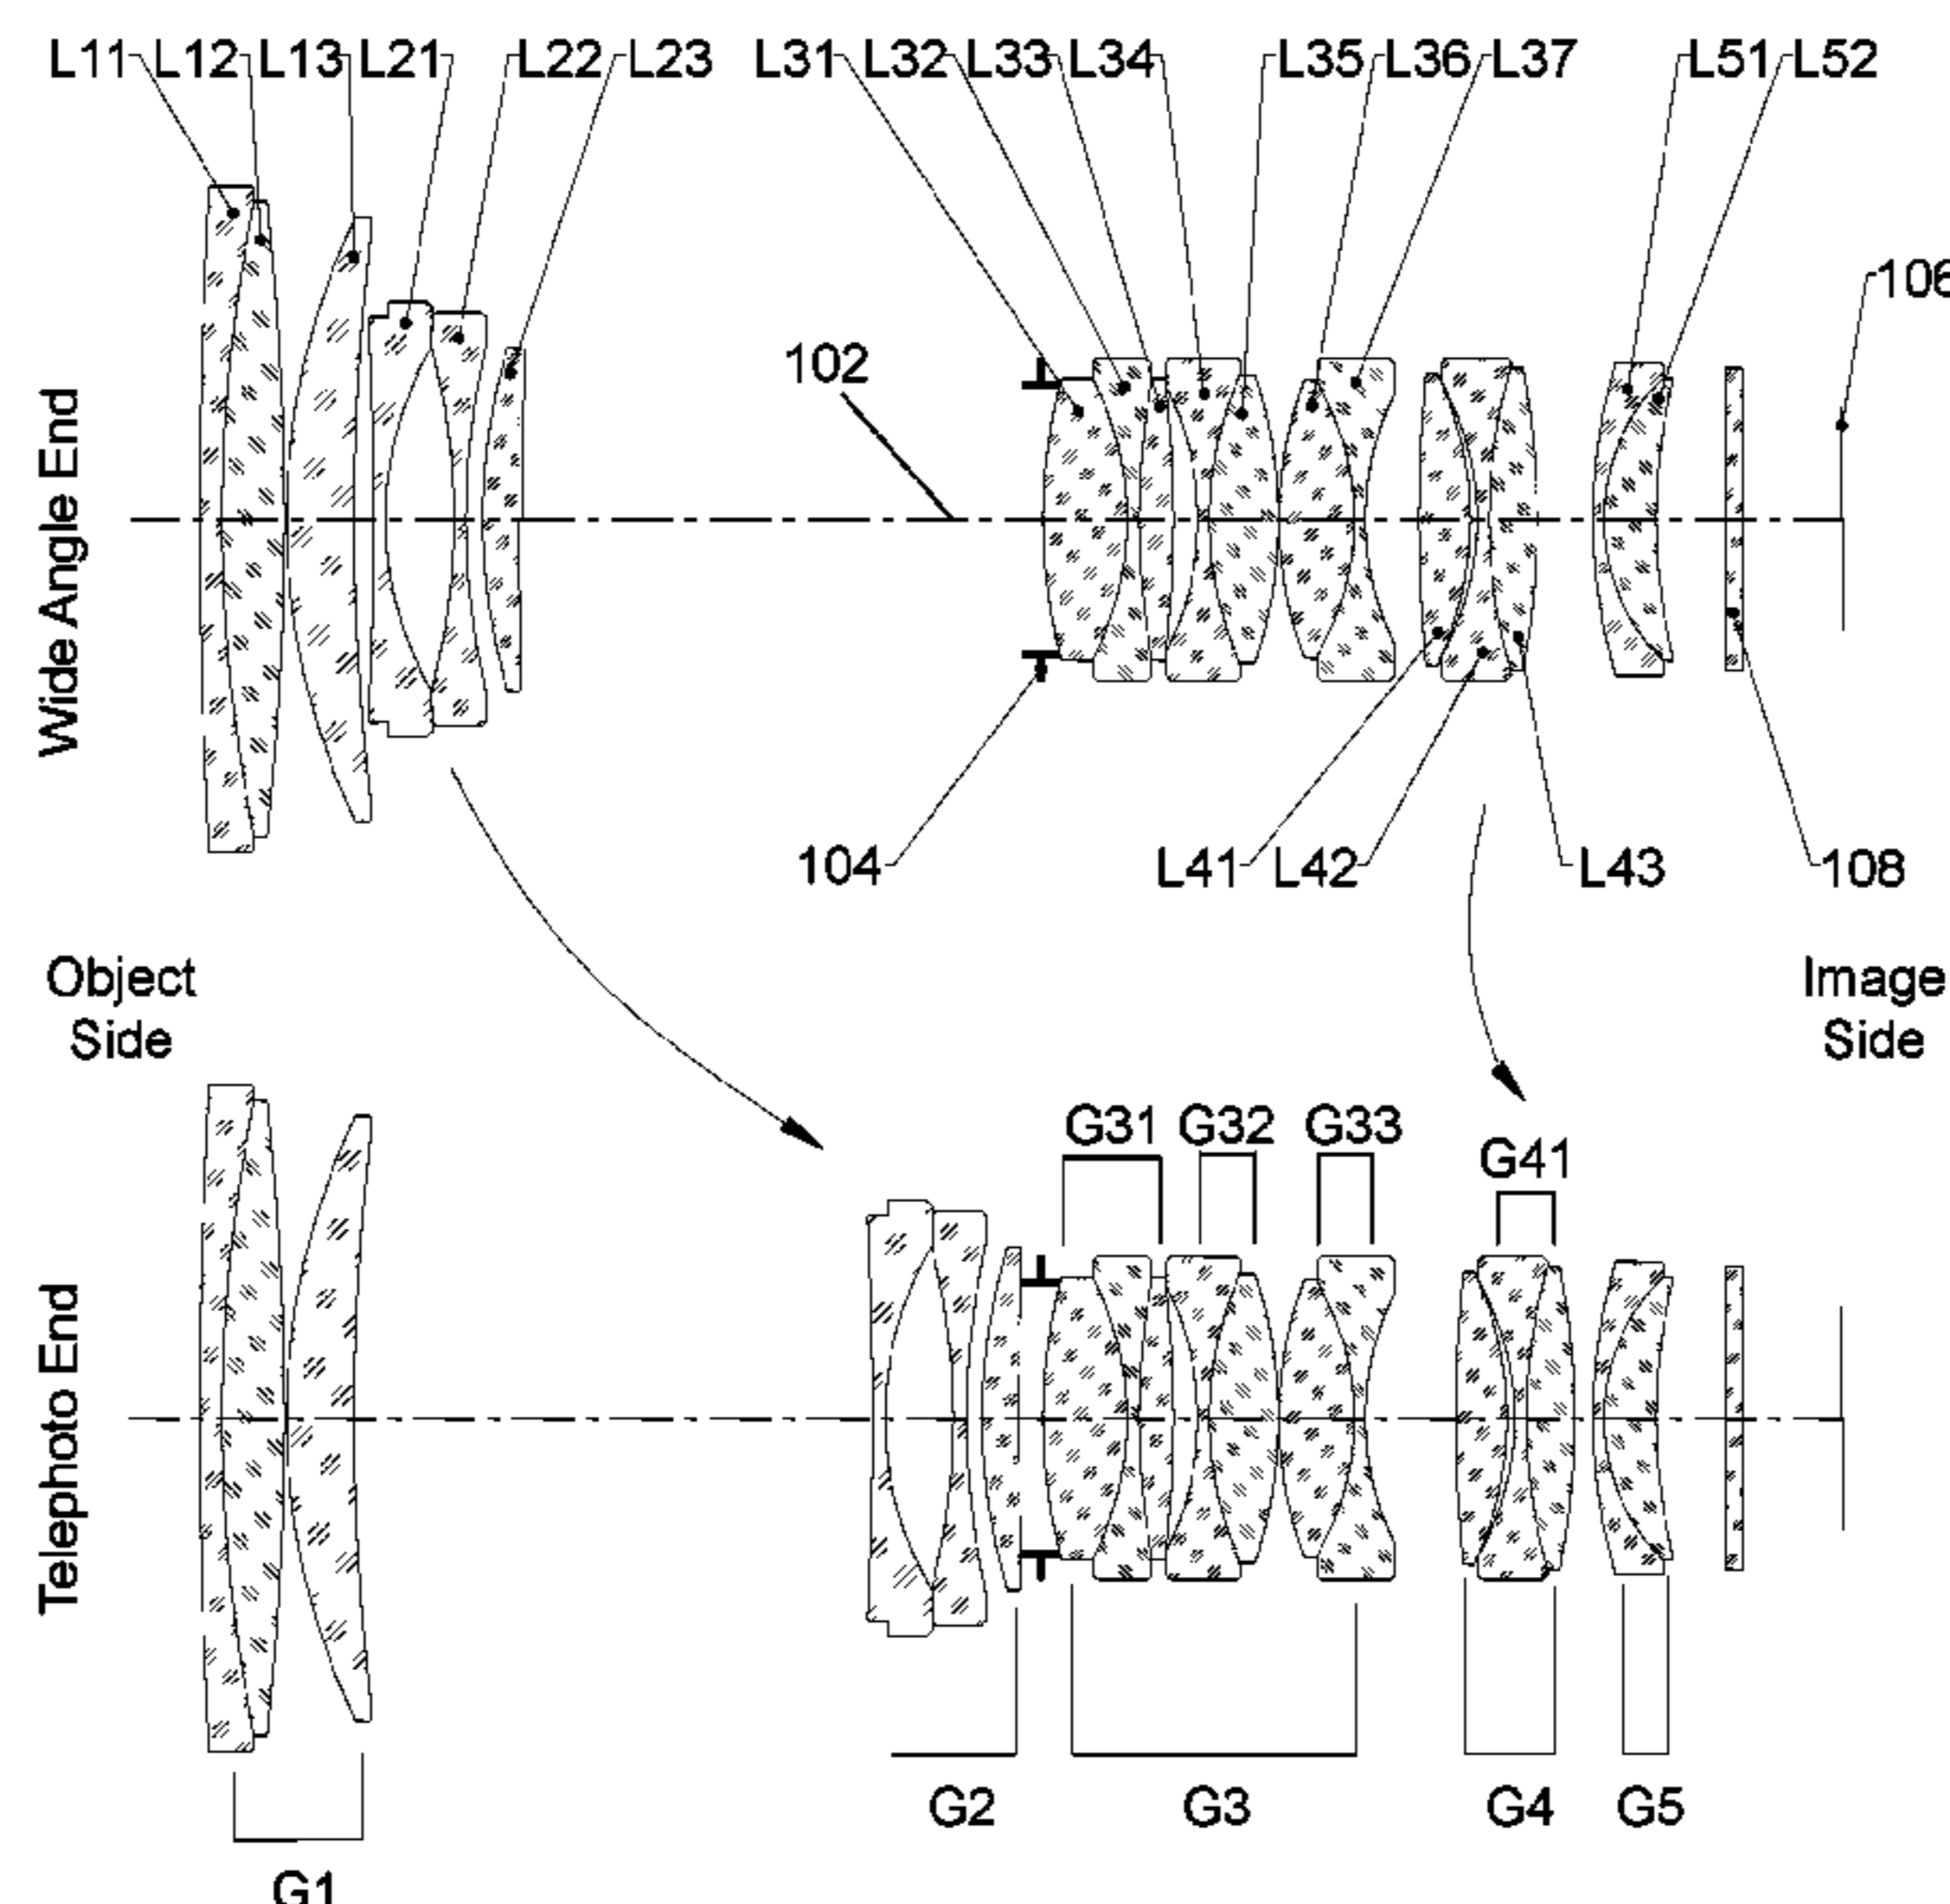 L11 L12 L13 L21 L22 L23 L31 L32 L33 L34 L35 L36 L37 L51 L52
106
102
Wide Angle End
104 L41 L42 L43 108
Object
Side
Image
Side
G31 G32 G33
G41
Telephoto End
G2 G3 G4 G5
G1